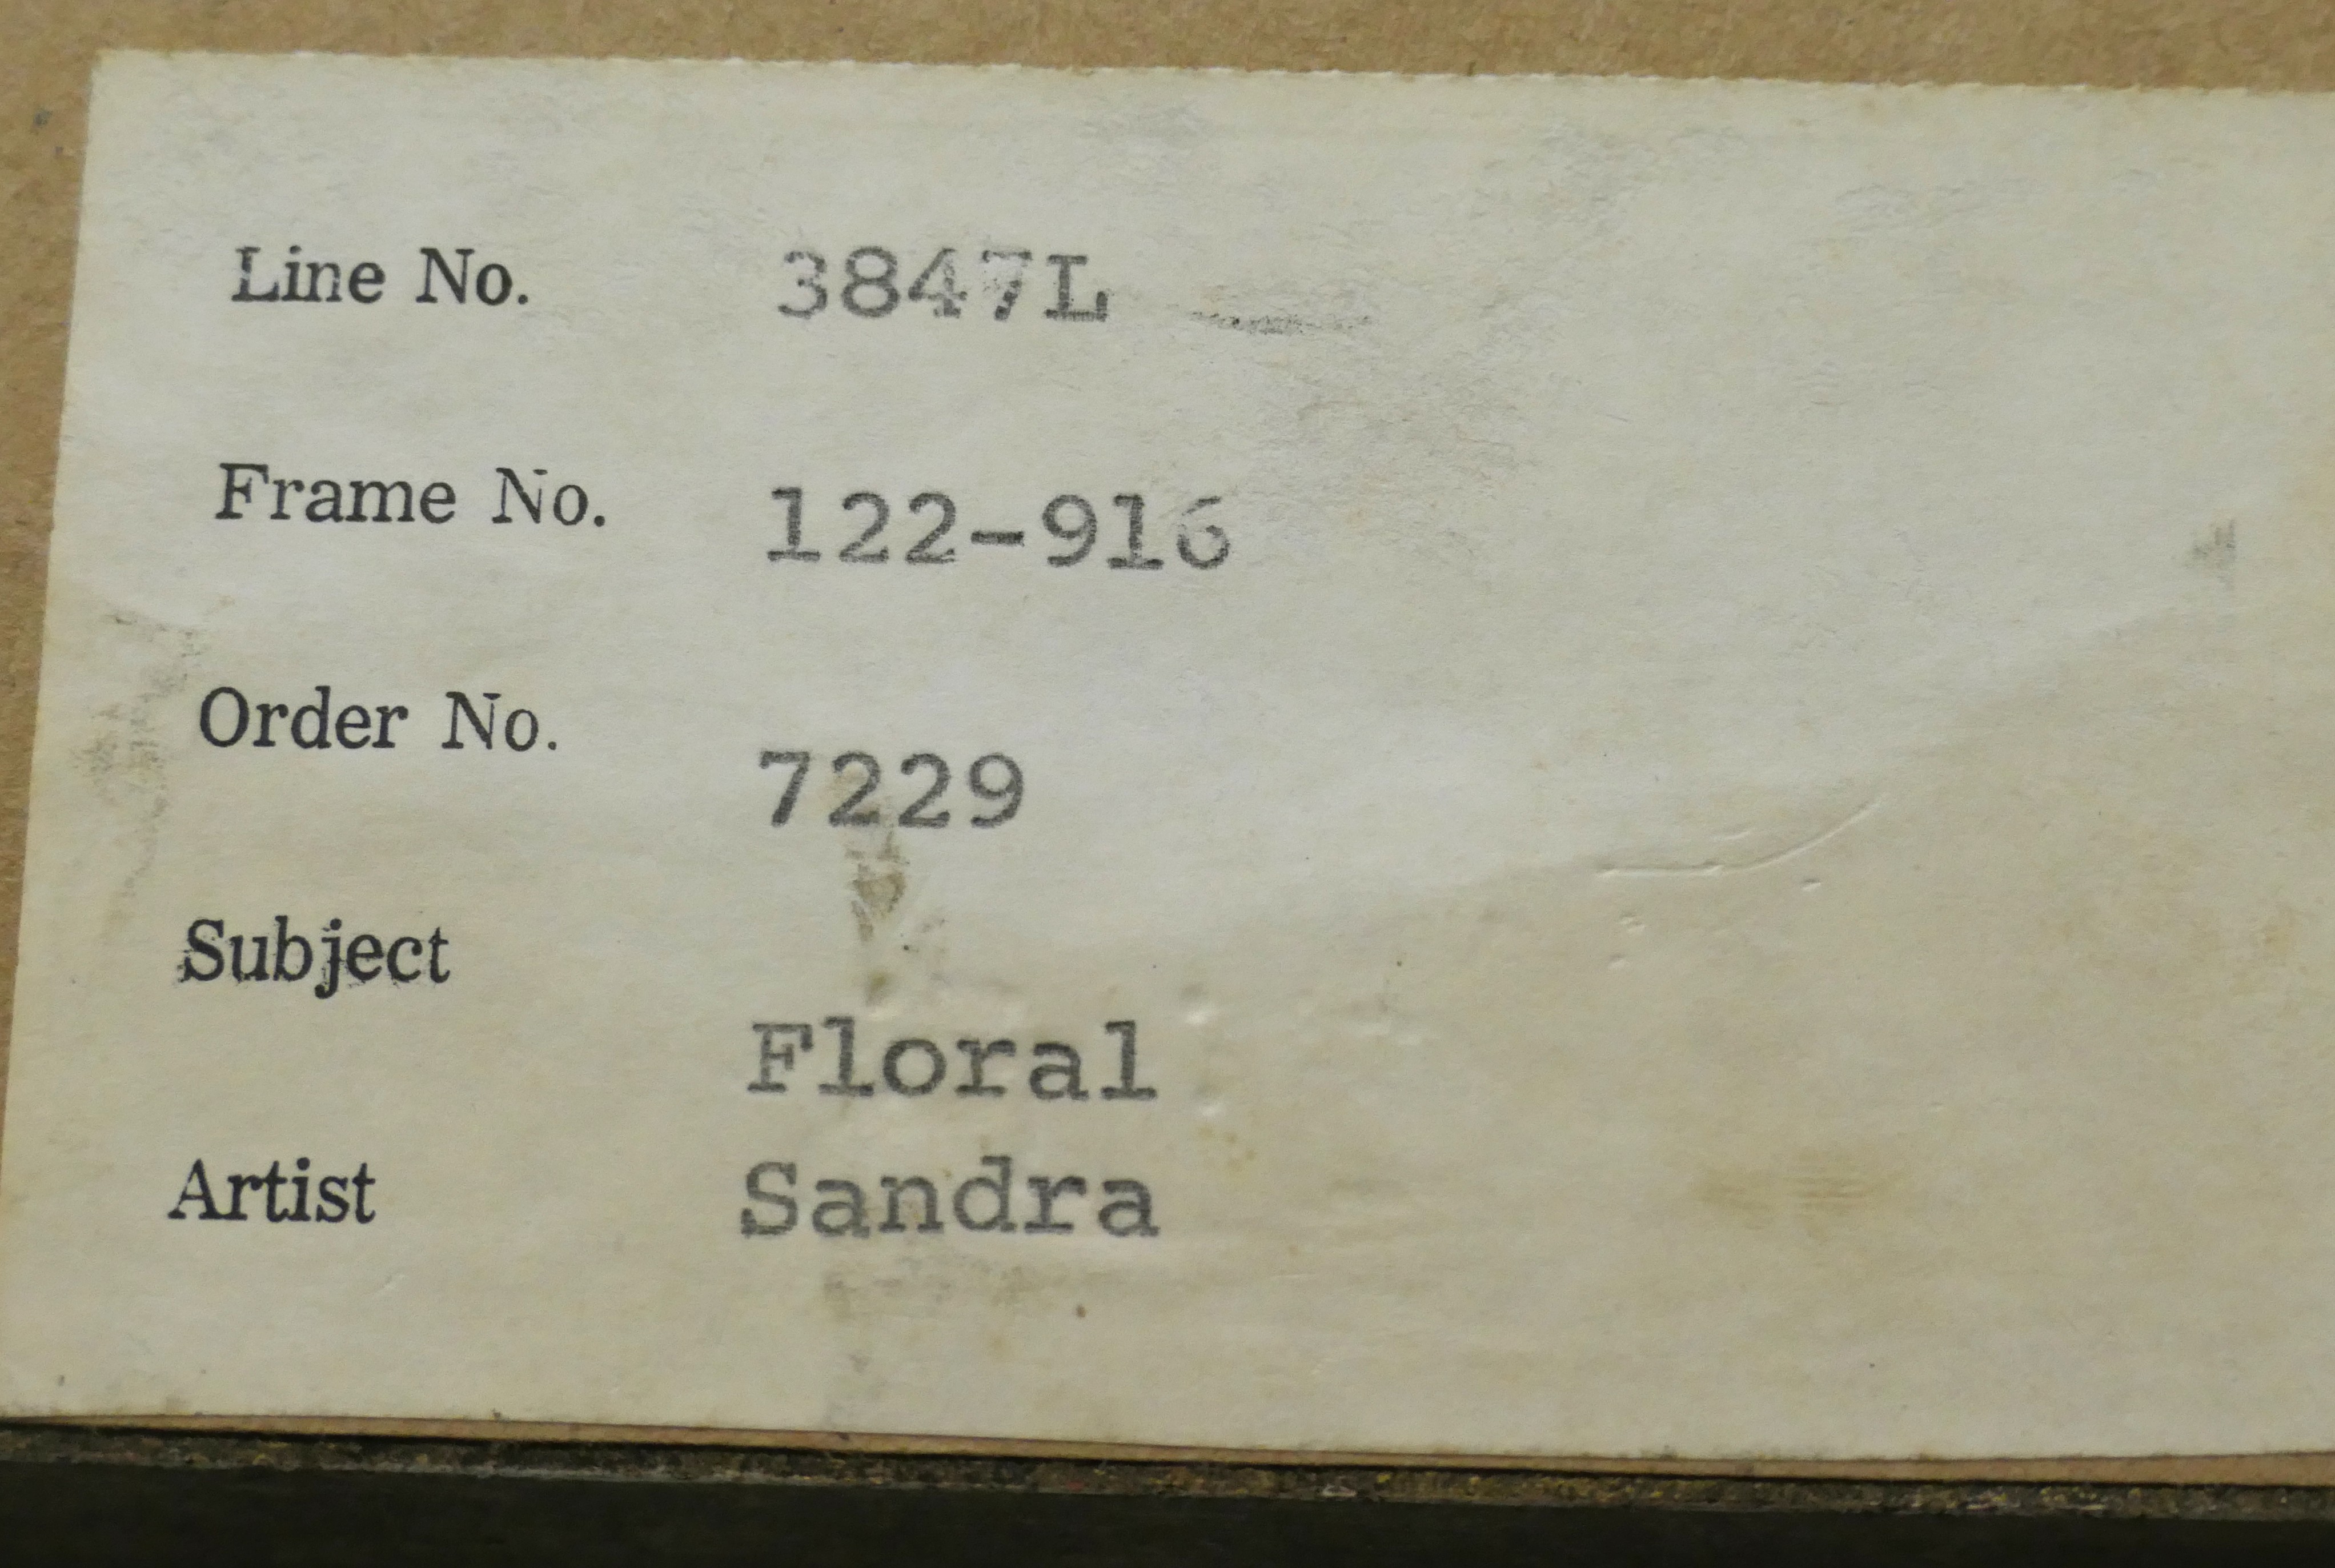 Line No. 3847L
Frame No. 122-916
Order No. 7229
Subject Floral
Artist Sandra